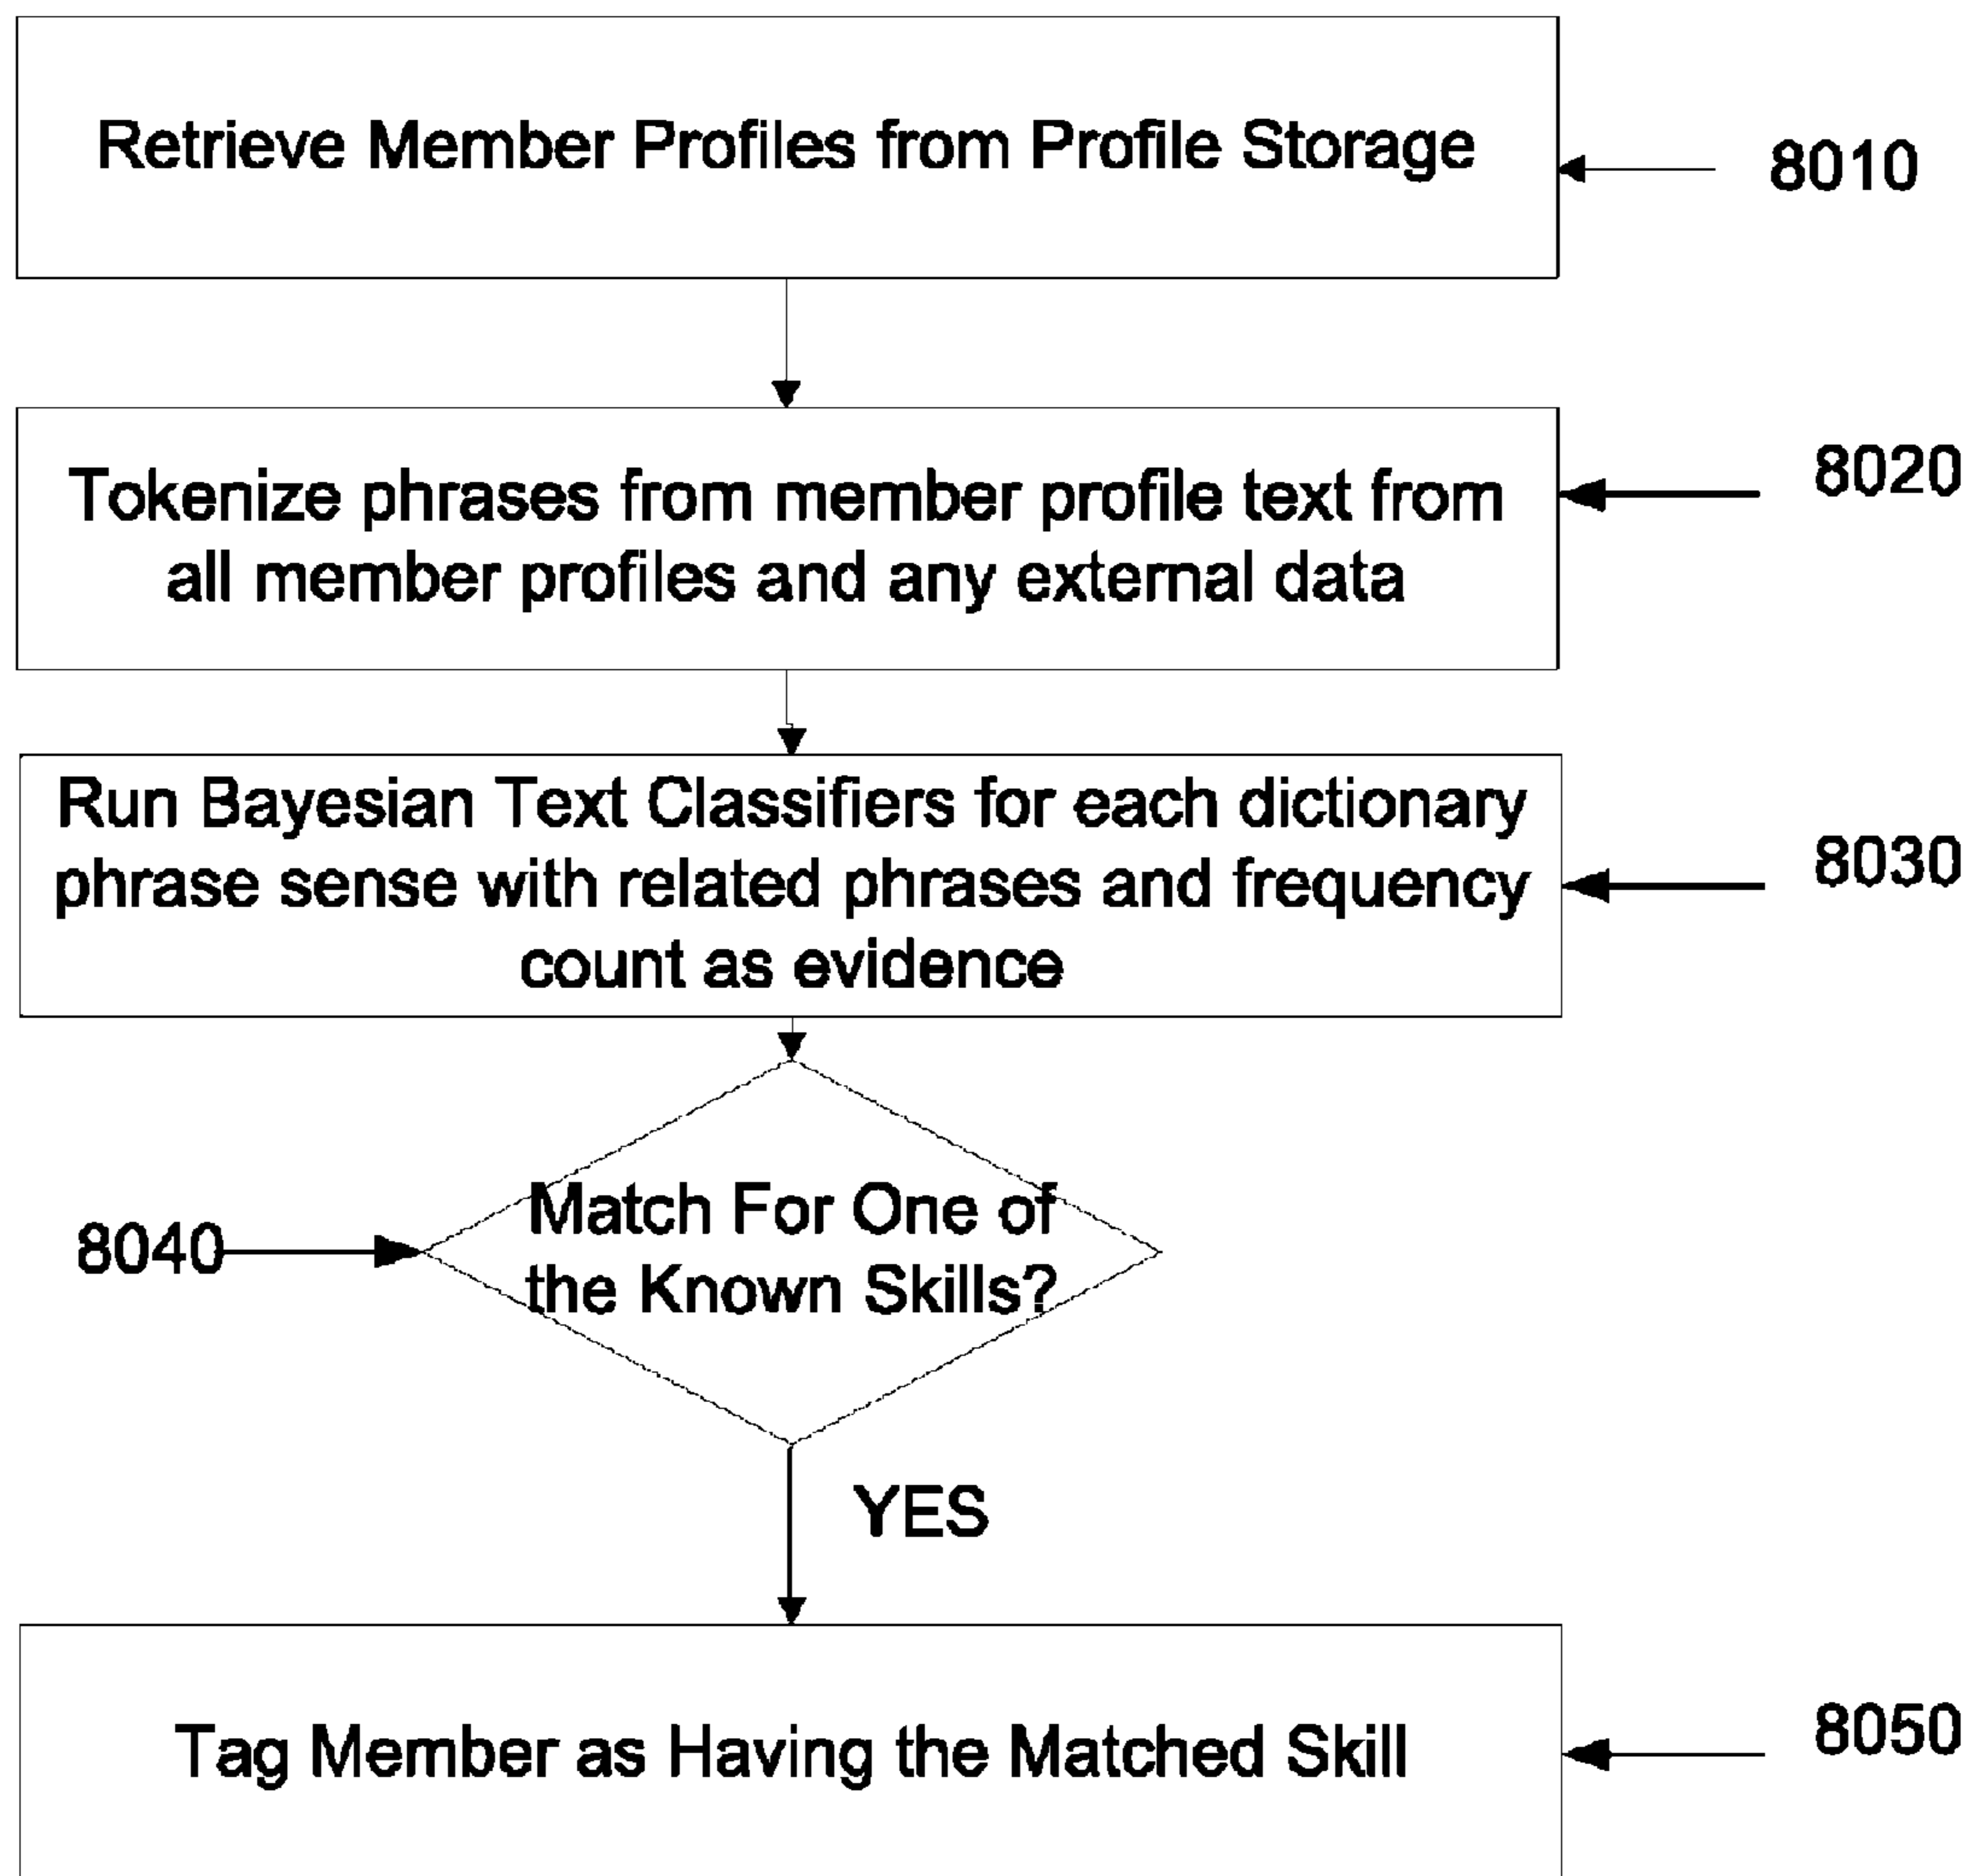 Retrieve Member Profiles from Profile Storage
8010
Tokenize phrases from member profile text from
all member profiles and any external data
8020
Run Bayesian Text Classifiers for each dictionary
phrase sense with related phrases and frequency
count as evidence
8030
Match For One of
the Known Skills?
8040
YES
Tag Member as Having the Matched Skill
8050